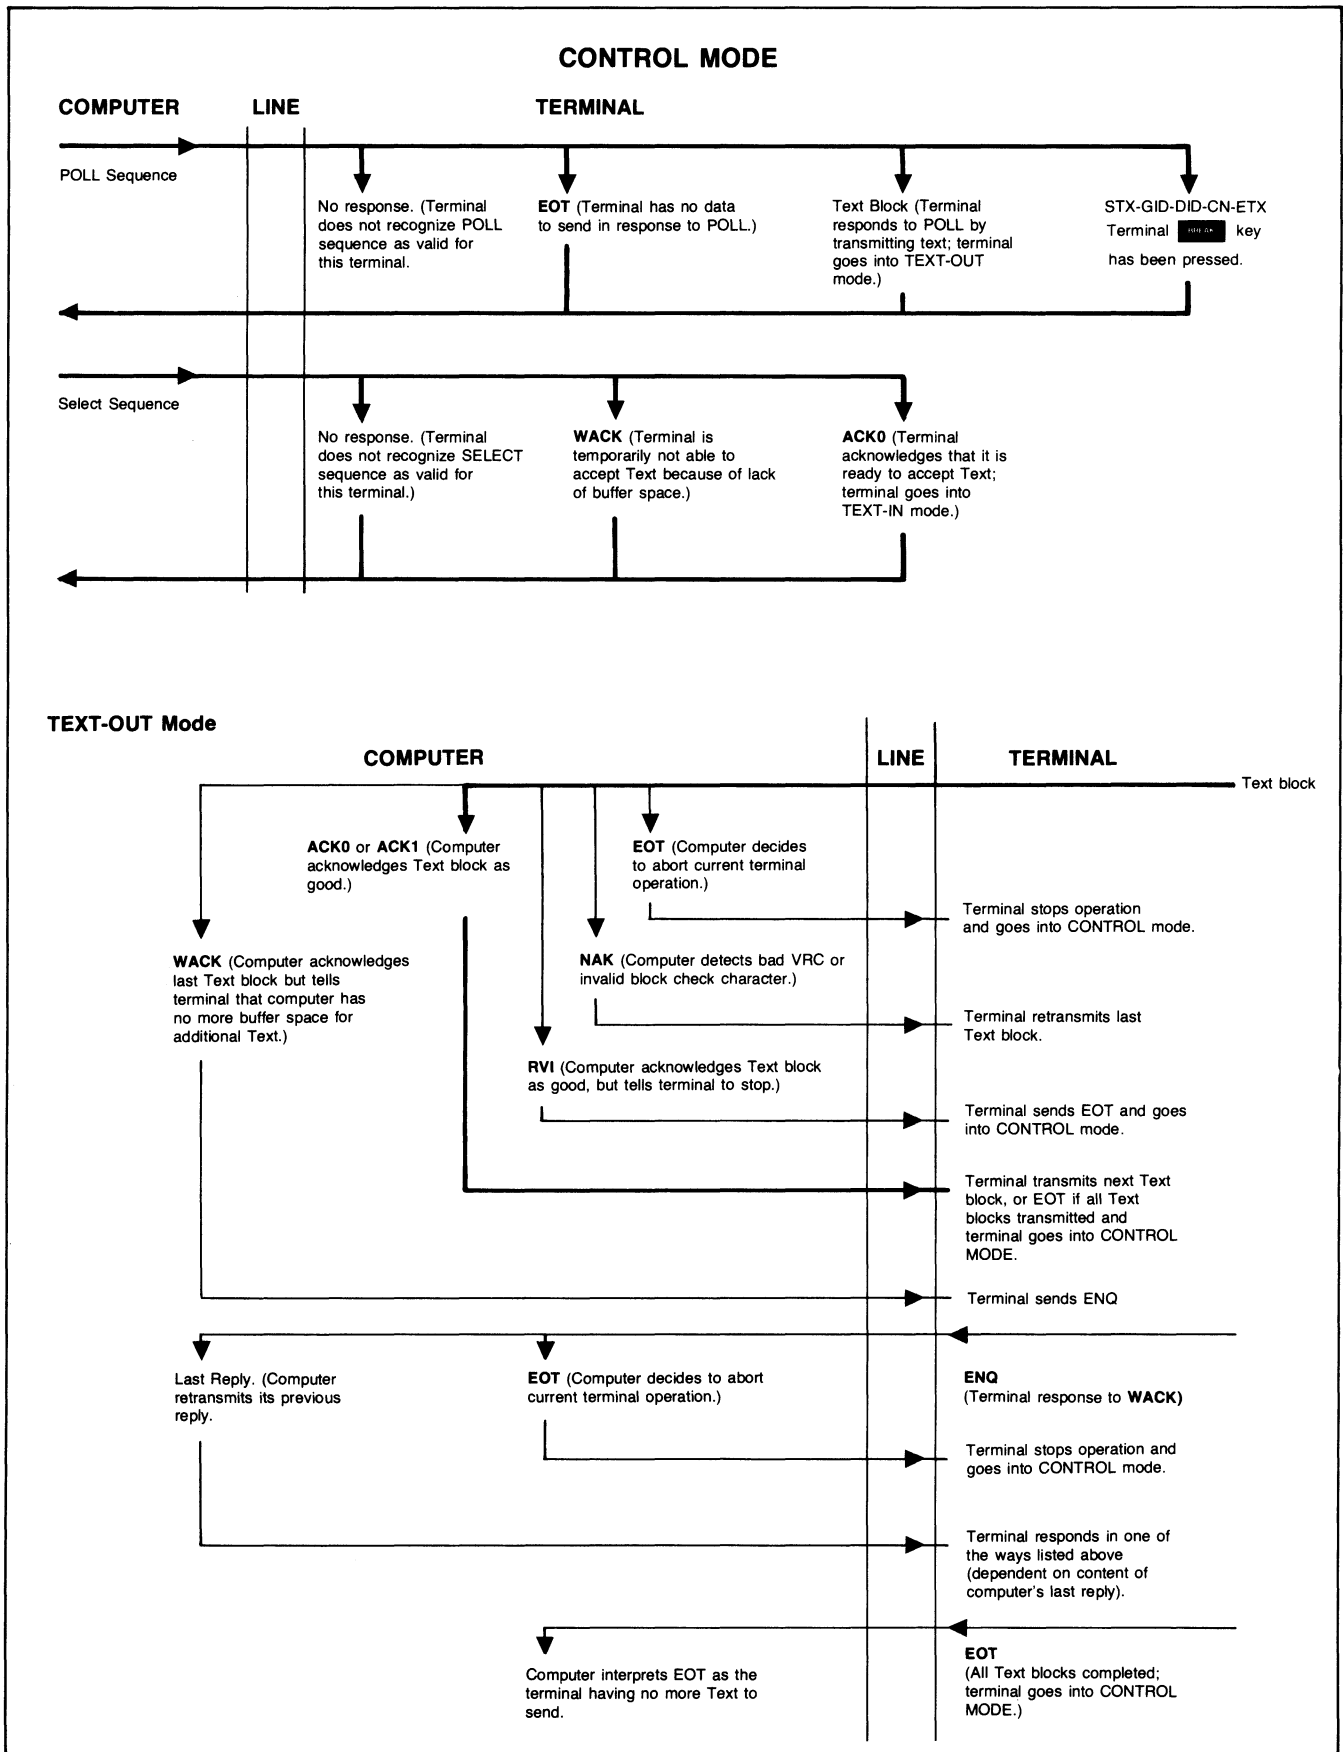 CONTROL MODE
COMPUTER LINE TERMINAL
POLL Sequence
No response. (Terminal
does not recognize POLL
sequence as valid for
this terminal.
EOT (Terminal has no data
to send in response to POLL.)
Text Block (Terminal
responds to POLL by
transmitting text; terminal
goes into TEXT-OUT
mode.)
STX-GID-DID-CN-ETX
Terminal BREAK key
has been pressed.
Select Sequence
No response. (Terminal
does not recognize SELECT
sequence as valid for
this terminal.)
WACK (Terminal is
temporarily not able to
accept Text because of lack
of buffer space.)
ACK0 (Terminal
acknowledges that it is
ready to accept Text;
terminal goes into
TEXT-IN mode.)
TEXT-OUT Mode
COMPUTER LINE TERMINAL
Text block
ACK0 or ACK1 (Computer
acknowledges Text block as
good.)
EOT (Computer decides
to abort current terminal
operation.)
Terminal stops operation
and goes into CONTROL mode.
WACK (Computer acknowledges
last Text block but tells
terminal that computer has
no more buffer space for
additional Text.)
NAK (Computer detects bad VRC or
invalid block check character.)
Terminal retransmits last
Text block.
RVI (Computer acknowledges Text block
as good, but tells terminal to stop.)
Terminal sends EOT and goes
into CONTROL mode.
Terminal transmits next Text
block, or EOT if all Text
blocks transmitted and
terminal goes into CONTROL
MODE.
Terminal sends ENQ
Last Reply. (Computer
retransmits its previous
reply.
EOT (Computer decides to abort
current terminal operation.)
ENQ
(Terminal response to WACK)
Terminal stops operation and
goes into CONTROL mode.
Terminal responds in one of
the ways listed above
(dependent on content of
computer's last reply).
Computer interprets EOT as the
terminal having no more Text to
send.
EOT
(All Text blocks completed;
terminal goes into CONTROL
MODE.)